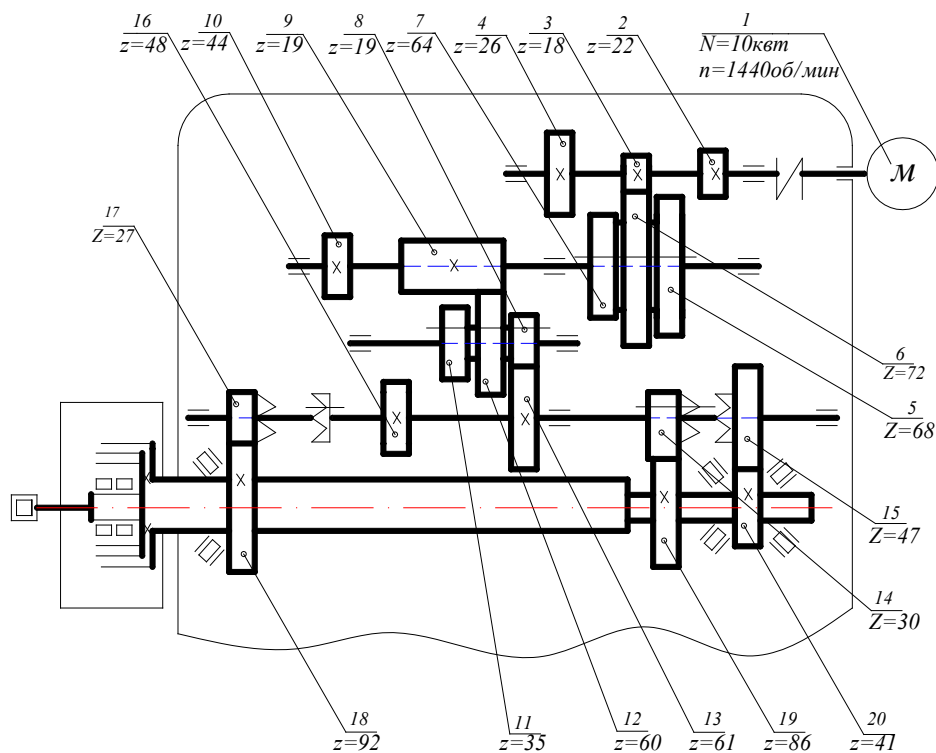 16
z=48
10
z=44
9
z=19
8
z=19
7
z=64
4
z=26
3
z=18
2
z=22
1
N=10квт
n=1440об/мин
М
17
Z=27
6
Z=72
5
Z=68
15
Z=47
14
Z=30
18
z=92
11
z=35
12
z=60
13
z=61
19
z=86
20
z=41